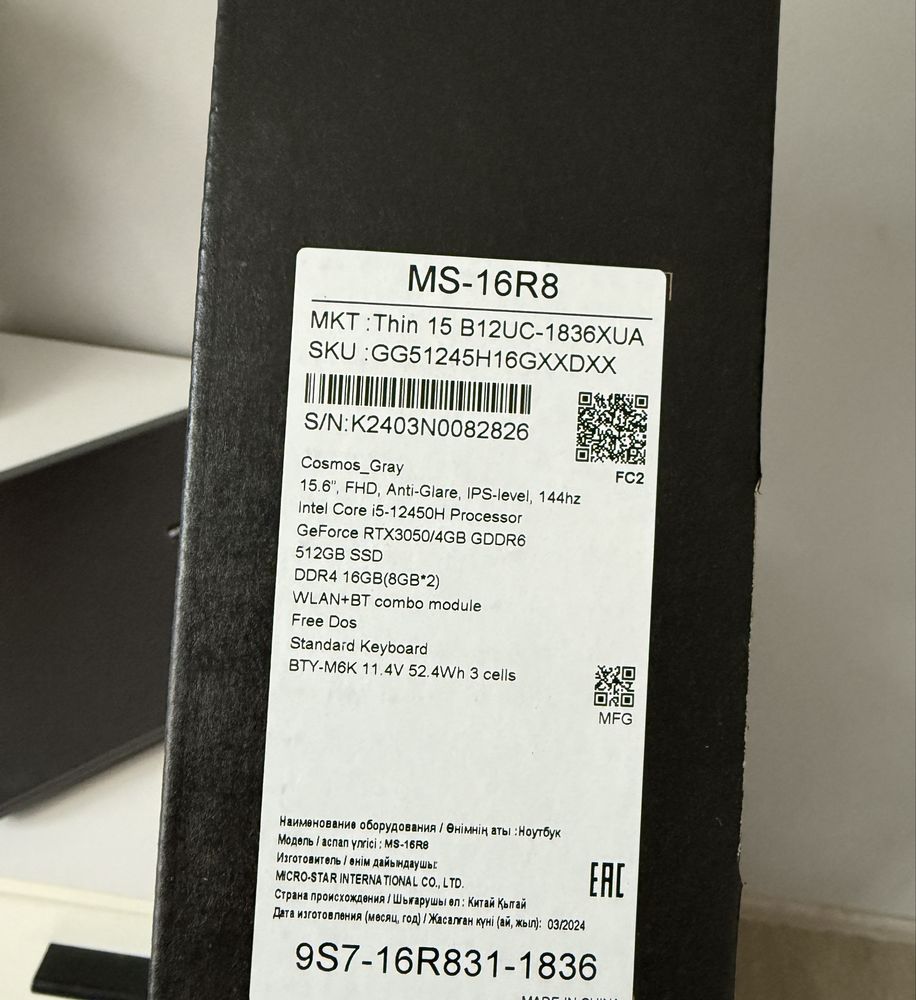 MS-16R8
MKT :Thin 15 B12UC-1836XUA
SKU :GG51245H16GXXDXX
S/N:K2403N0082826
FC2
Cosmos_Gray
15.6", FHD, Anti-Glare, IPS-level, 144hz
Intel Core i5-12450H Processor
GeForce RTX3050/4GB GDDR6
512GB SSD
DDR4 16GB(8GB*2)
WLAN+BT combo module
Free Dos
Standard Keyboard
BTY-M6K 11.4V 52.4Wh 3 cells
MFG
Наименование оборудования / Өнімнің аты :Ноутбук
Модель / аспап үлгісі : MS-16R8
Изготовитель / өнім дайындаушы:
MICRO-STAR INTERNATIONAL CO., LTD.
Страна происхождения / Шығарушы ел : Китай Қытай
Дата изготовления (месяц, год) / Жасалған күні (ай, жыл): 03/2024
EAC
9S7-16R831-1836
MADE IN CHINA